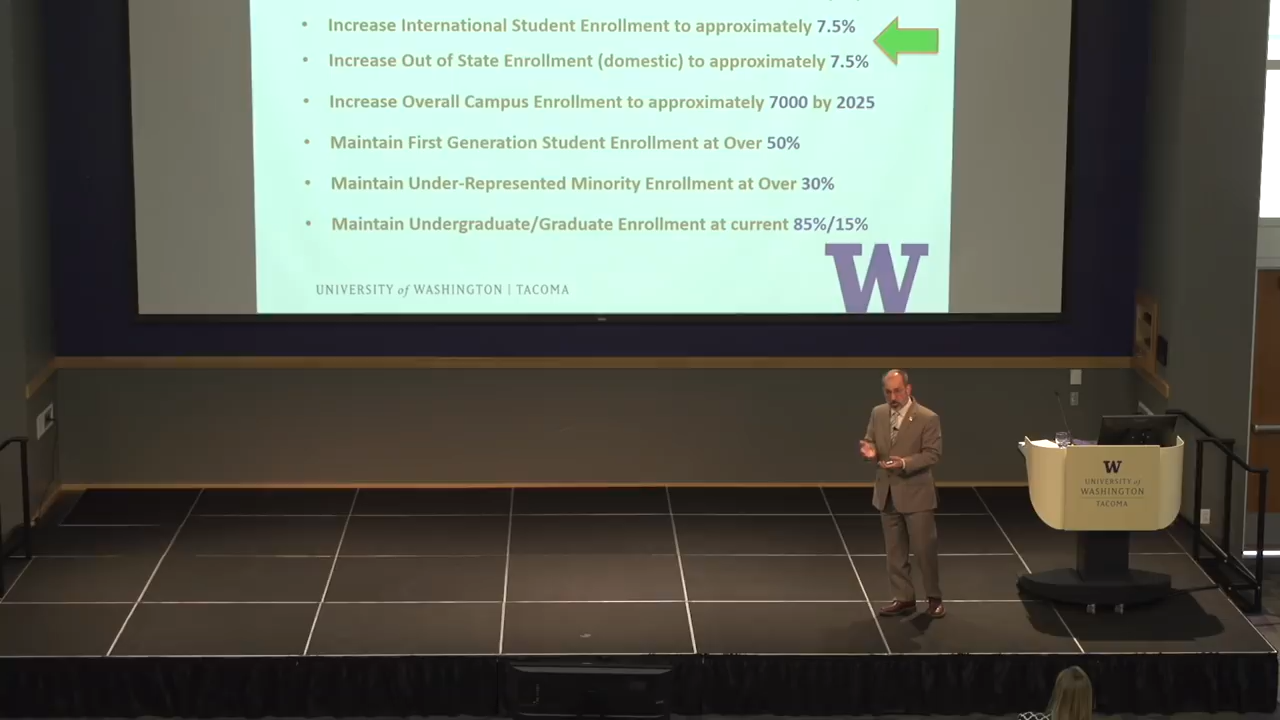 • Increase International Student Enrollment to approximately 7.5%
• Increase Out of State Enrollment (domestic) to approximately 7.5%
• Increase Overall Campus Enrollment to approximately 7000 by 2025
• Maintain First Generation Student Enrollment at Over 50%
• Maintain Under-Represented Minority Enrollment at Over 30%
• Maintain Undergraduate/Graduate Enrollment at current 85%/15%
UNIVERSITY of WASHINGTON | TACOMA
W
W
UNIVERSITY of
WASHINGTON
TACOMA